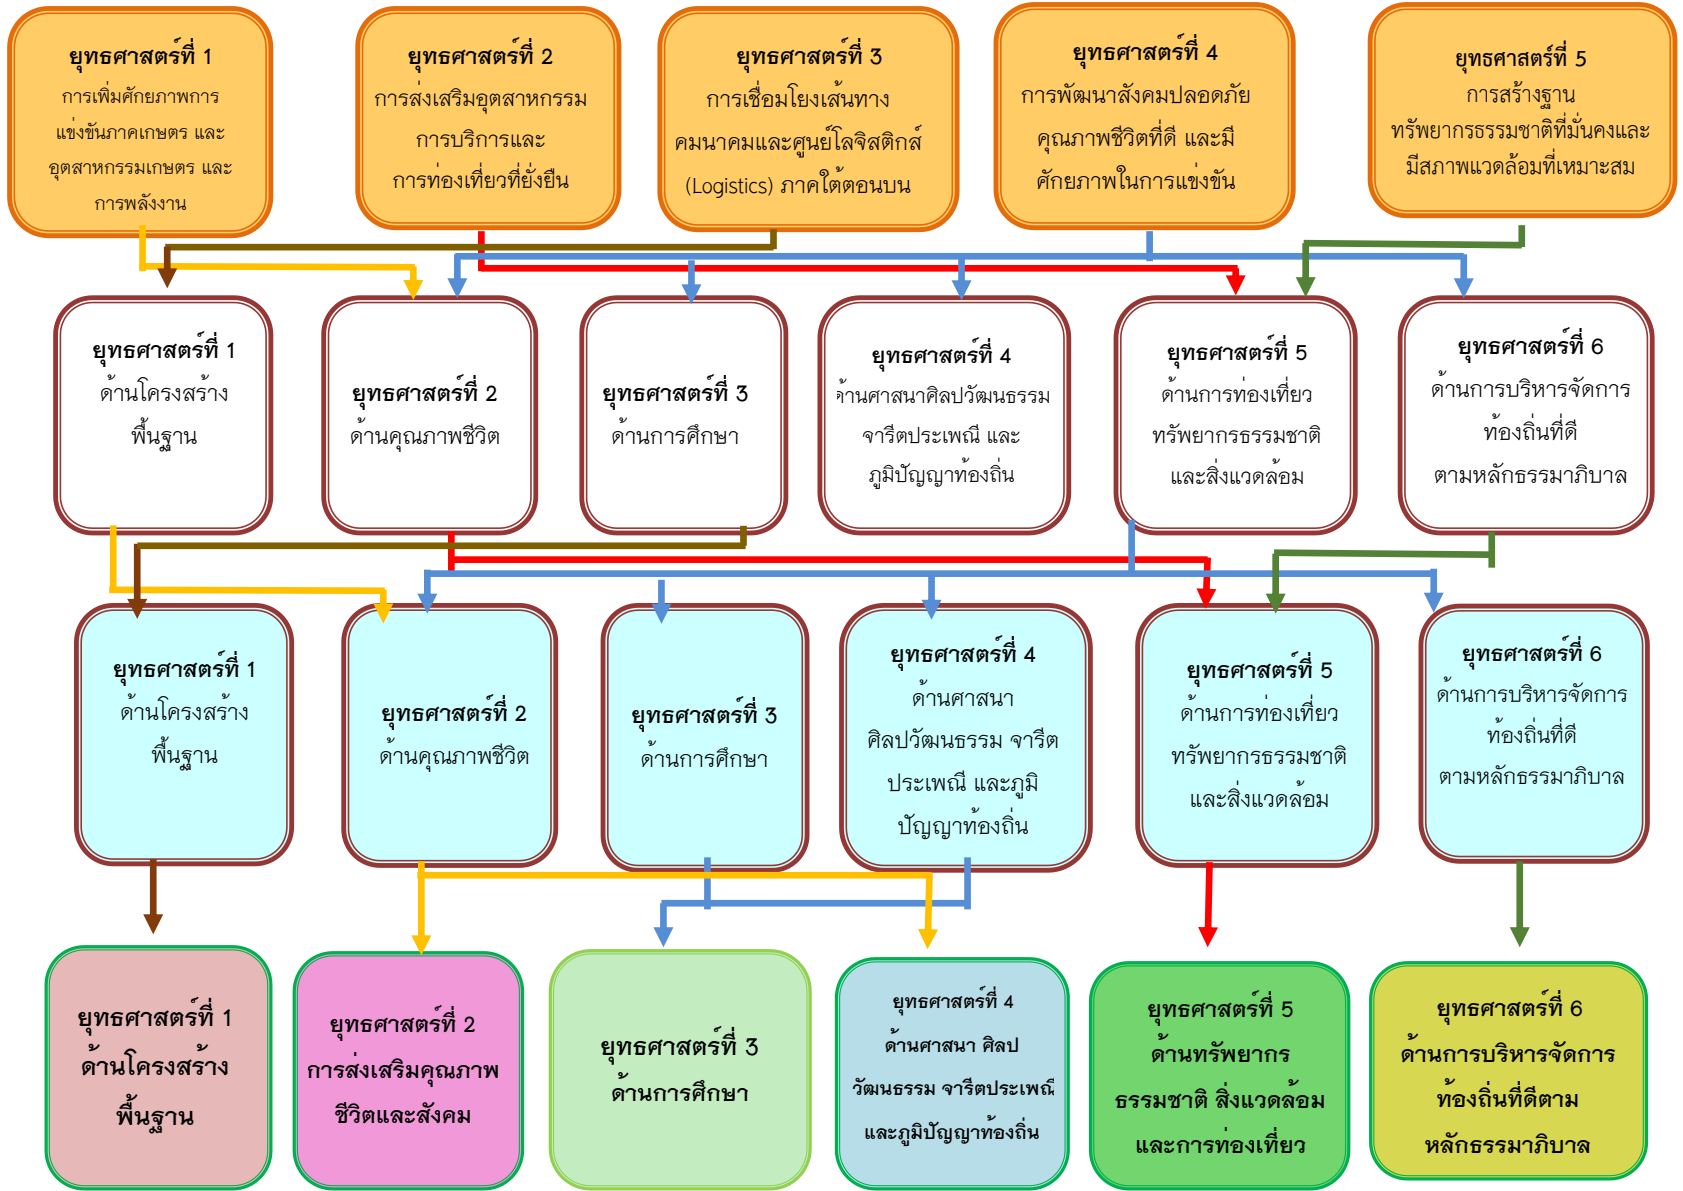 ยุทธศาสตร์ที่ 1
การเพิ่มศักยภาพการ
แข่งขันภาคเกษตร และ
อุตสาหกรรมเกษตร และ
การพลังงาน
ยุทธศาสตร์ที่ 2
การส่งเสริมอุตสาหกรรม
การบริการและ
การท่องเที่ยวที่ยั่งยืน
ยุทธศาสตร์ที่ 3
การเชื่อมโยงเส้นทาง
คมนาคมและศูนย์โลจิสติกส์
(Logistics) ภาคใต้ตอนบน
ยุทธศาสตร์ที่ 4
การพัฒนาสังคมปลอดภัย
คุณภาพชีวิตที่ดี และมี
ศักยภาพในการแข่งขัน
ยุทธศาสตร์ที่ 5
การสร้างฐาน
ทรัพยากรธรรมชาติที่มั่นคงและ
มีสภาพแวดล้อมที่เหมาะสม
ยุทธศาสตร์ที่ 1
ด้านโครงสร้าง
พื้นฐาน
ยุทธศาสตร์ที่ 2
ด้านคุณภาพชีวิต
ยุทธศาสตร์ที่ 3
ด้านการศึกษา
ยุทธศาสตร์ที่ 4
ด้านศาสนาศิลปวัฒนธรรม
จารีตประเพณี และ
ภูมิปัญญาท้องถิ่น
ยุทธศาสตร์ที่ 5
ด้านการท่องเที่ยว
ทรัพยากรธรรมชาติ
และสิ่งแวดล้อม
ยุทธศาสตร์ที่ 6
ด้านการบริหารจัดการ
ท้องถิ่นที่ดี
ตามหลักธรรมาภิบาล
ยุทธศาสตร์ที่ 1
ด้านโครงสร้าง
พื้นฐาน
ยุทธศาสตร์ที่ 2
ด้านคุณภาพชีวิต
ยุทธศาสตร์ที่ 3
ด้านการศึกษา
ยุทธศาสตร์ที่ 4
ด้านศาสนา
ศิลปวัฒนธรรม จารีต
ประเพณี และภูมิ
ปัญญาท้องถิ่น
ยุทธศาสตร์ที่ 5
ด้านการท่องเที่ยว
ทรัพยากรธรรมชาติ
และสิ่งแวดล้อม
ยุทธศาสตร์ที่ 6
ด้านการบริหารจัดการ
ท้องถิ่นที่ดี
ตามหลักธรรมาภิบาล
ยุทธศาสตร์ที่ 1
ด้านโครงสร้าง
พื้นฐาน
ยุทธศาสตร์ที่ 2
การส่งเสริมคุณภาพ
ชีวิตและสังคม
ยุทธศาสตร์ที่ 3
ด้านการศึกษา
ยุทธศาสตร์ที่ 4
ด้านศาสนา ศิลป
วัฒนธรรม จารีตประเพณี
และภูมิปัญญาท้องถิ่น
ยุทธศาสตร์ที่ 5
ด้านทรัพยากร
ธรรมชาติ สิ่งแวดล้อม
และการท่องเที่ยว
ยุทธศาสตร์ที่ 6
ด้านการบริหารจัดการ
ท้องถิ่นที่ดีตาม
หลักธรรมาภิบาล